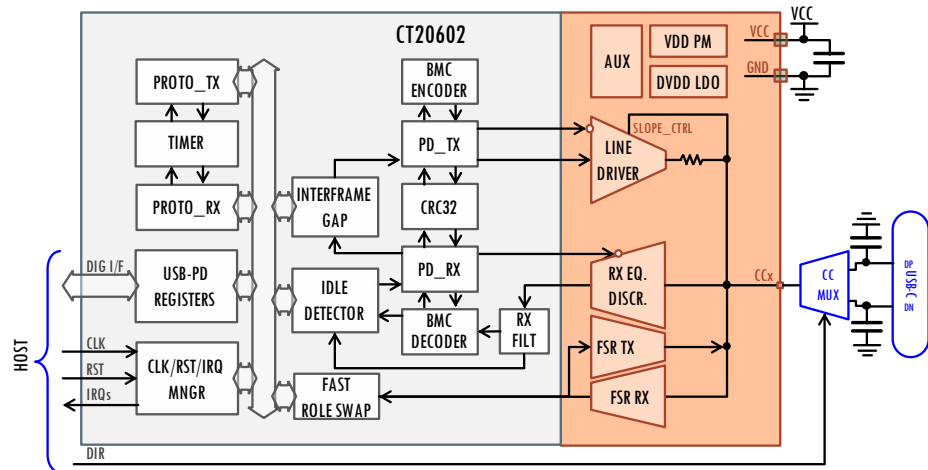 CT20602
VCC
AUX
VDD PM
DVDD LDO
VCC
GND
PROTO_TX
TIMER
PROTO_RX
BMC
ENCODER
PD_TX
CRC32
PD_RX
INTERFRAME
GAP
SLOPE_CTRL
LINE
DRIVER
DIG I/F
USB-PD
REGISTERS
IDLE
DETECTOR
BMC
DECODER
RX
FILT
RX EQ.
DISCR.
CCx
CC
MUX
DP
DN
USB-C
FSR TX
FSR RX
HOST
CLK
RST
IRQs
CLK/RST/IRQ
MNGR
FAST
ROLE SWAP
DIR